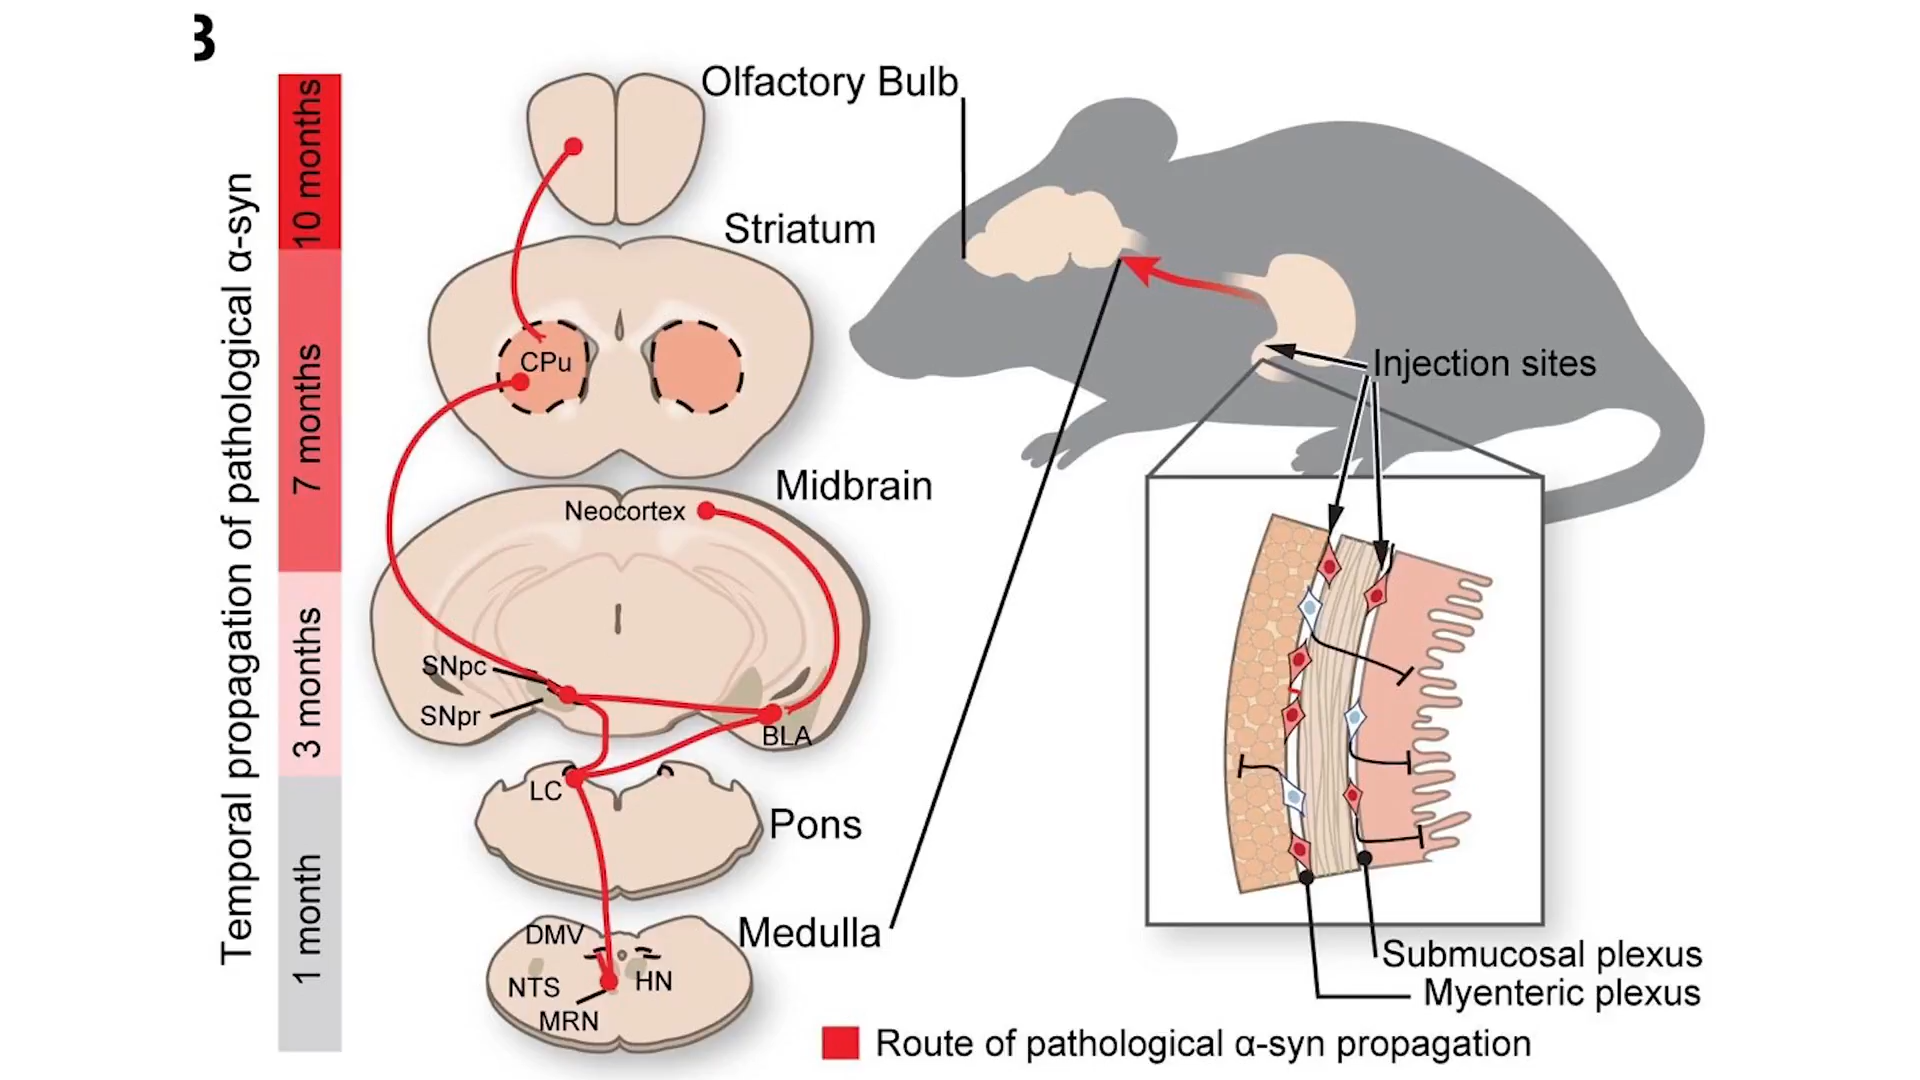 Temporal propagation of pathological α-syn
10 months
7 months
3 months
1 month
Olfactory Bulb
Striatum
CPu
Midbrain
Neocortex
SNpc
SNpr
BLA
LC
Pons
Medulla
DMV
NTS
HN
MRN
Injection sites
Submucosal plexus
Myenteric plexus
Route of pathological α-syn propagation